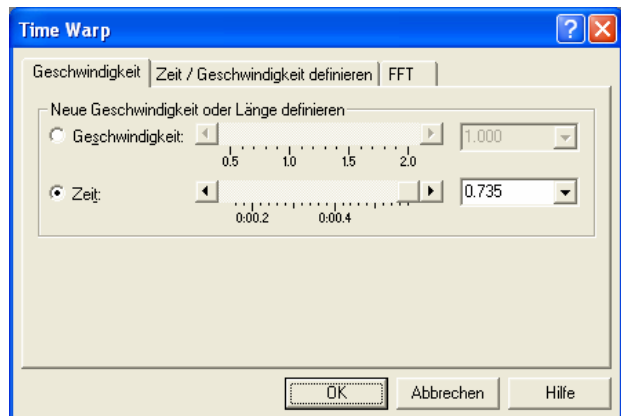 Time Warp
Geschwindigkeit Zeit / Geschwindigkeit definieren FFT
Neue Geschwindigkeit oder Länge definieren
Geschwindigkeit: 1.000
0.5 1.0 1.5 2.0
Zeit: 0.735
0:00.2 0:00.4
OK Abbrechen Hilfe